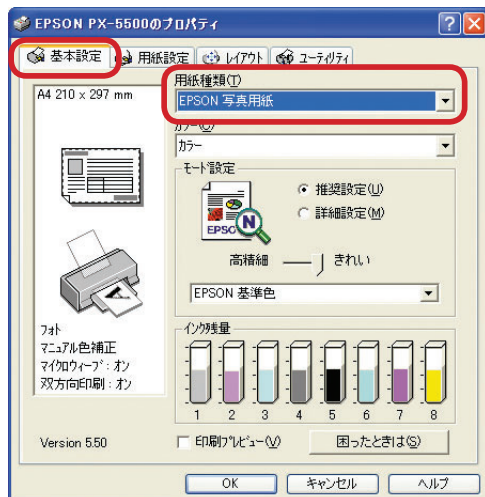 EPSON PX-5500のプロパティ
基本設定 用紙設定 レイアウト ユーティリティ
A4 210 x 297 mm
用紙種類(T)
EPSON 写真用紙
カラー(C)
カラー
モード設定
EPSO N
推奨設定(U)
詳細設定(M)
高精細 きれい
EPSON 基準色
フォト
マニュアル色補正
マイクロウィーブ: オン
双方向印刷: オン
インク残量
1 2 3 4 5 6 7 8
Version 5.50
印刷プレビュー(V)
困ったときは(S)
OK キャンセル ヘルプ